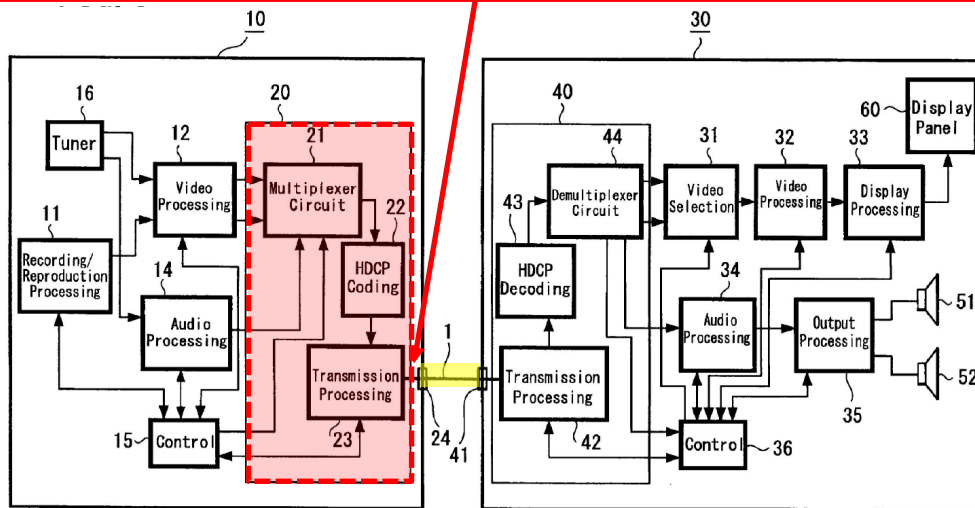 10
30
16
Tuner
12
Video
Processing
20
21
Multiplexer
Circuit
22
HDCP
Coding
11
Recording/
Reproduction
Processing
14
Audio
Processing
Transmission
Processing
23
15
Control
1
24
41
40
44
Demultiplexer
Circuit
43
HDCP
Decoding
Transmission
Processing
42
31
Video
Selection
32
Video
Processing
33
Display
Processing
60
Display
Panel
34
Audio
Processing
Output
Processing
35
51
52
Control
36